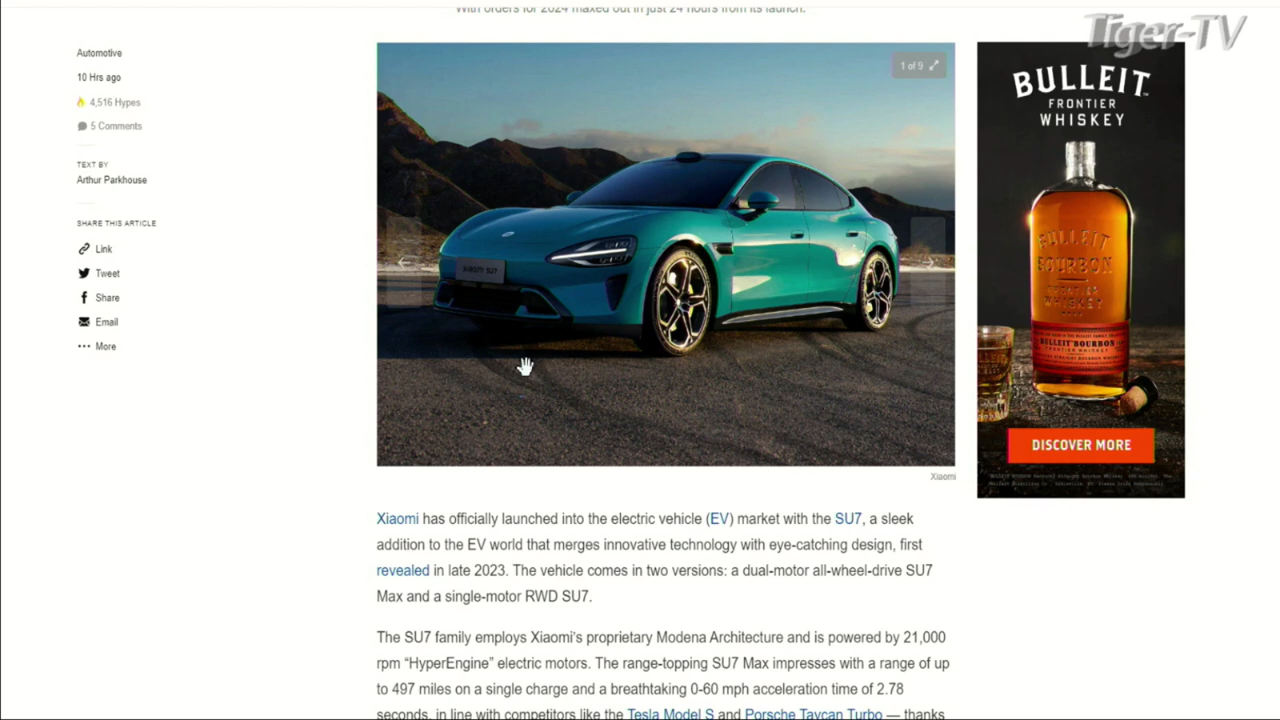 With orders for 2024 maxed out in just 24 hours from its launch.
Tiger-TV
Automotive
10 Hrs ago
4,516 Hypes
5 Comments
TEXT BY
Arthur Parkhouse
SHARE THIS ARTICLE
Link
Tweet
Share
Email
More
1 of 9
XIAOMI SU7
Xiaomi
BULLEIT
FRONTIER
WHISKEY
BULLEIT
BOURBON
FRONTIER
WHISKEY
BULLEIT BOURBON
DISCOVER MORE
Xiaomi has officially launched into the electric vehicle (EV) market with the SU7, a sleek
addition to the EV world that merges innovative technology with eye-catching design, first
revealed in late 2023. The vehicle comes in two versions: a dual-motor all-wheel-drive SU7
Max and a single-motor RWD SU7.
The SU7 family employs Xiaomi’s proprietary Modena Architecture and is powered by 21,000
rpm “HyperEngine” electric motors. The range-topping SU7 Max impresses with a range of up
to 497 miles on a single charge and a breathtaking 0-60 mph acceleration time of 2.78
seconds, in line with competitors like the Tesla Model S and Porsche Taycan Turbo — thanks